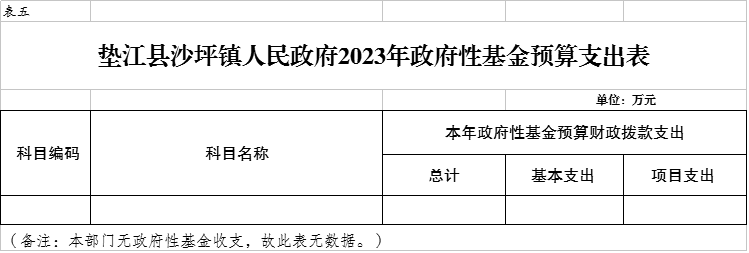 表五
垫江县沙坪镇人民政府2023年政府性基金预算支出表
单位：万元
科目编码 科目名称 本年政府性基金预算财政拨款支出
总计 基本支出 项目支出
（备注：本部门无政府性基金收支，故此表无数据。）